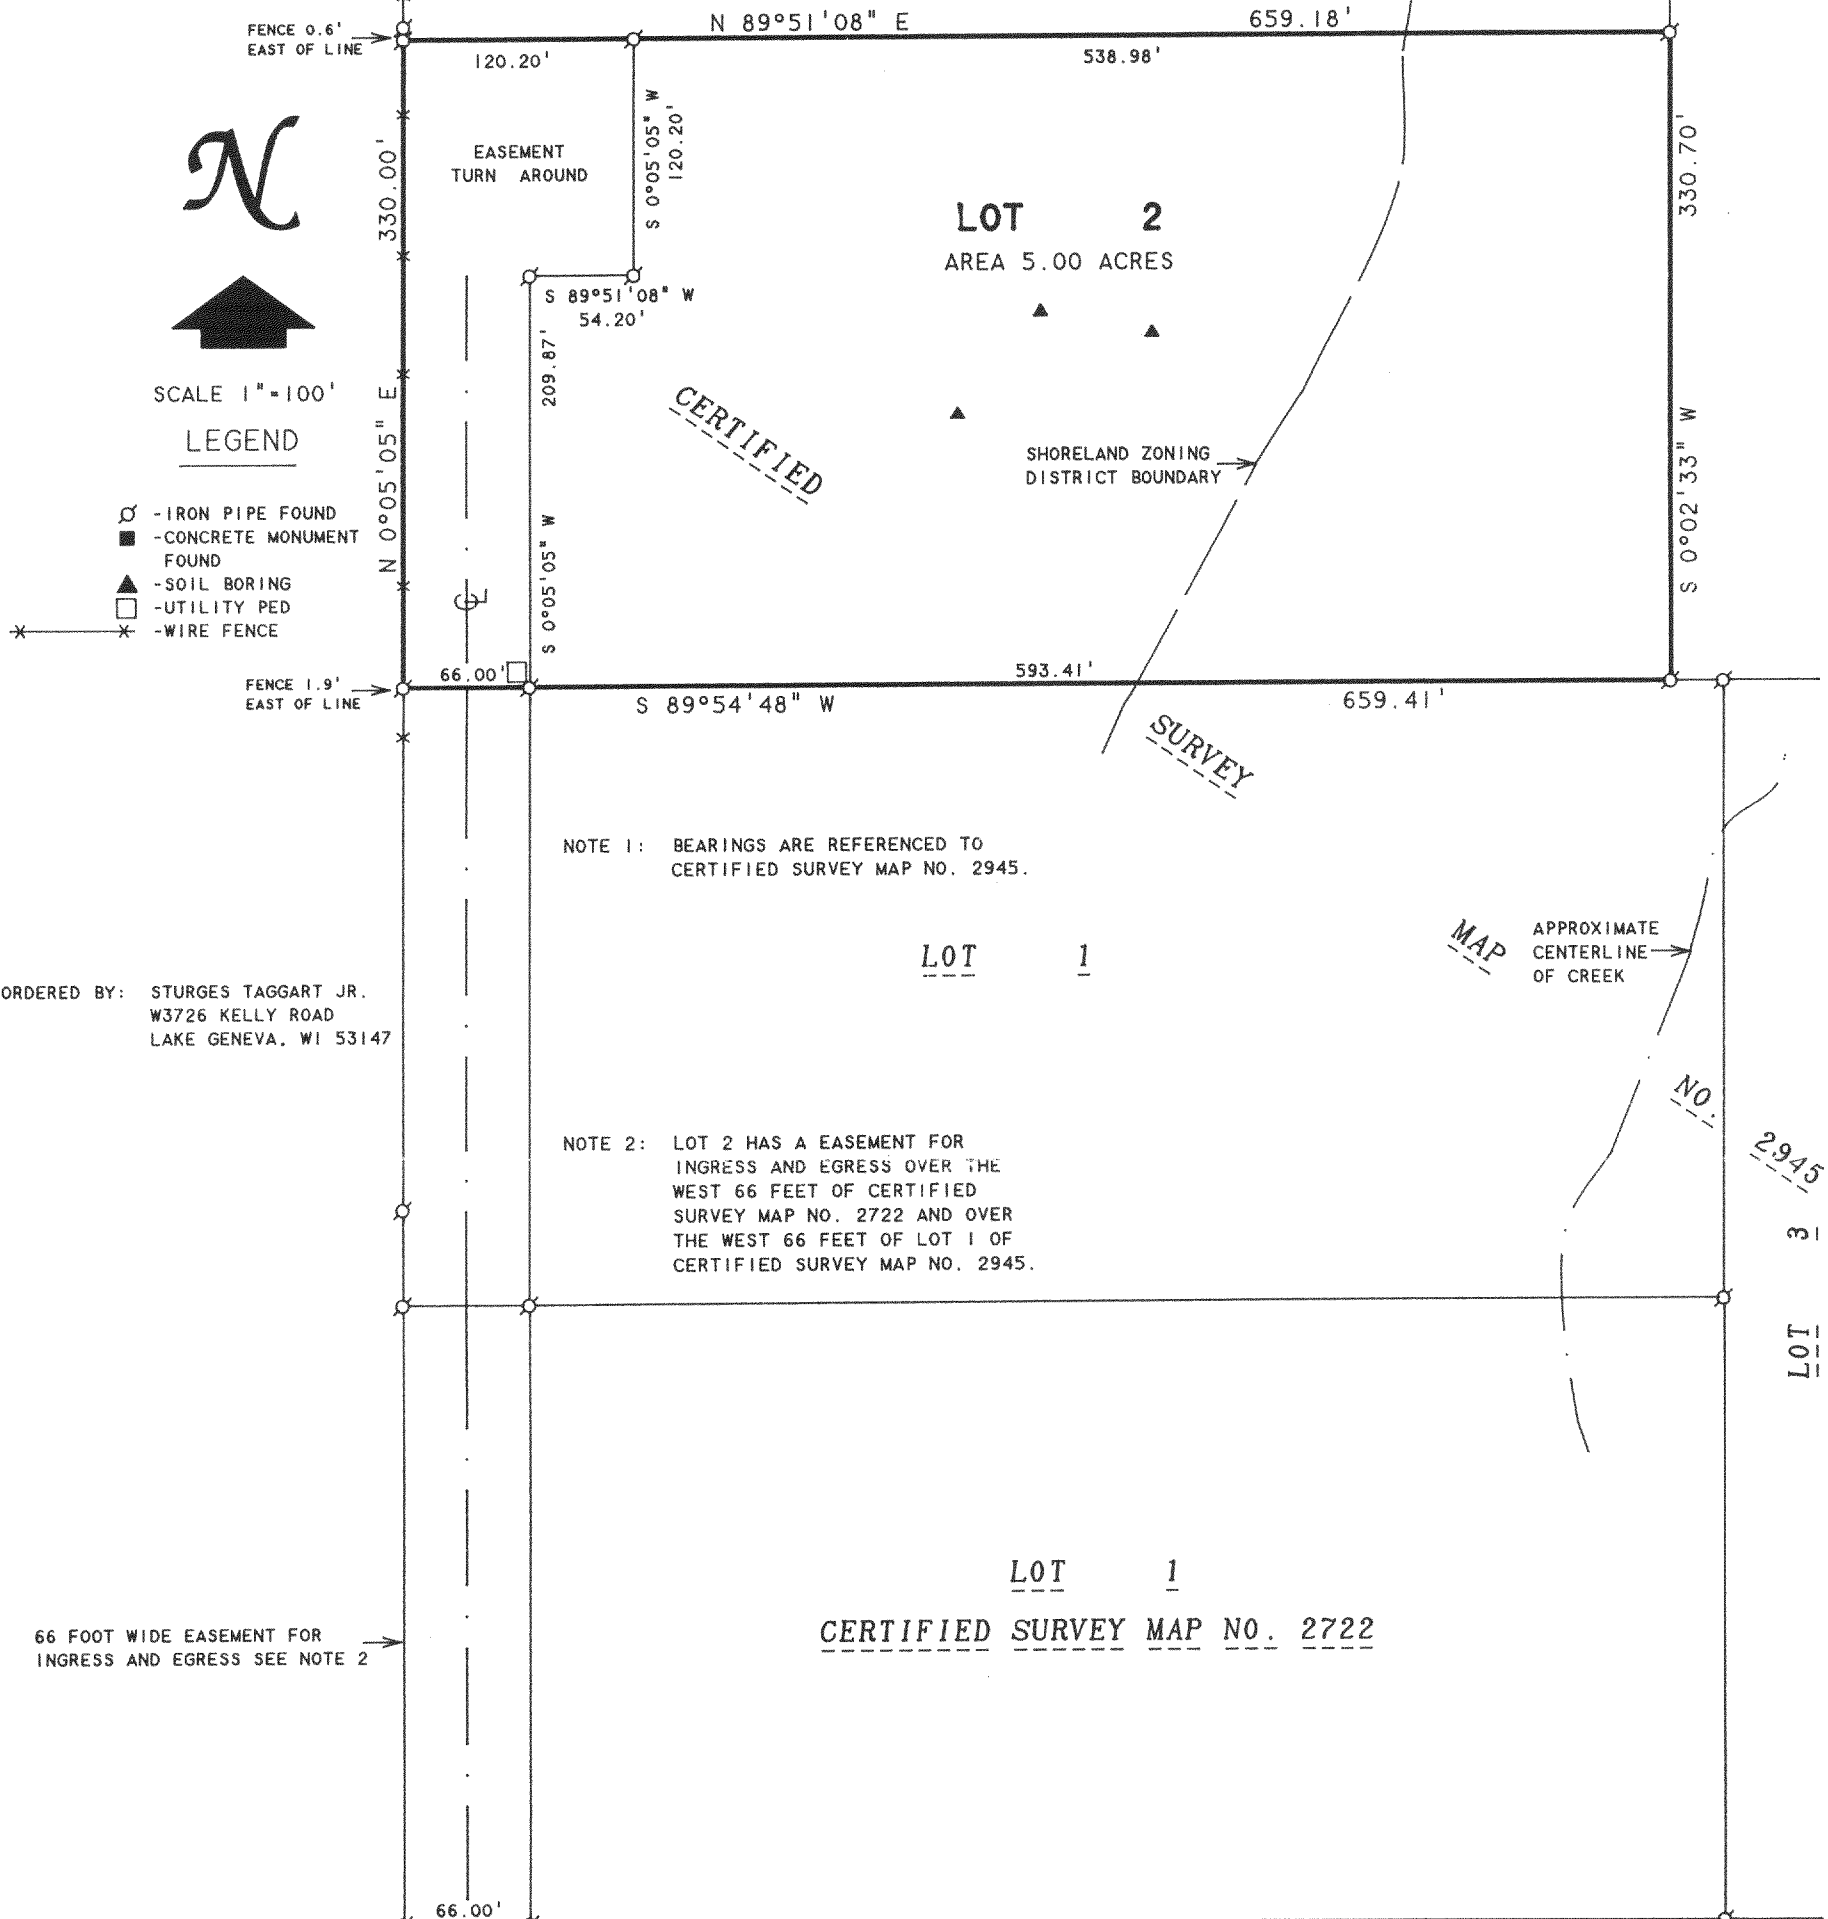 N 89°51'08" E
659.18'
FENCE 0.6'
EAST OF LINE
120.20'
538.98'
N
330.00'
N 0°05'05" E
EASEMENT
TURN AROUND
S 0°05'05" W
120.20'
LOT 2
AREA 5.00 ACRES
330.70'
S 0°02'33" W
S 89°51'08" W
54.20'
209.87'
S 0°05'05" W
SCALE 1"=100'
LEGEND
-IRON PIPE FOUND
-CONCRETE MONUMENT
FOUND
-SOIL BORING
-UTILITY PED
-WIRE FENCE
CERTIFIED
SHORELAND ZONING
DISTRICT BOUNDARY
CL
66.00'
593.41'
FENCE 1.9'
EAST OF LINE
S 89°54'48" W
659.41'
SURVEY
NOTE 1: BEARINGS ARE REFERENCED TO
CERTIFIED SURVEY MAP NO. 2945.
LOT 1
MAP
APPROXIMATE
CENTERLINE
OF CREEK
ORDERED BY: STURGES TAGGART JR.
W3726 KELLY ROAD
LAKE GENEVA, WI 53147
NO.
2945
NOTE 2: LOT 2 HAS A EASEMENT FOR
INGRESS AND EGRESS OVER THE
WEST 66 FEET OF CERTIFIED
SURVEY MAP NO. 2722 AND OVER
THE WEST 66 FEET OF LOT 1 OF
CERTIFIED SURVEY MAP NO. 2945.
LOT 3
LOT 1
CERTIFIED SURVEY MAP NO. 2722
66 FOOT WIDE EASEMENT FOR
INGRESS AND EGRESS SEE NOTE 2
66.00'